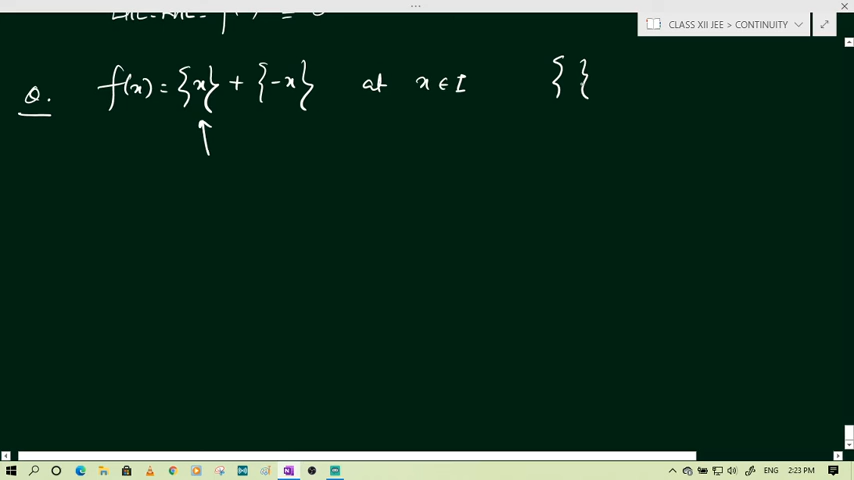 CLASS XII JEE > CONTINUITY
Q. f(x) = {x} + {-x} at x ∈ I { }
ENG 2:23 PM